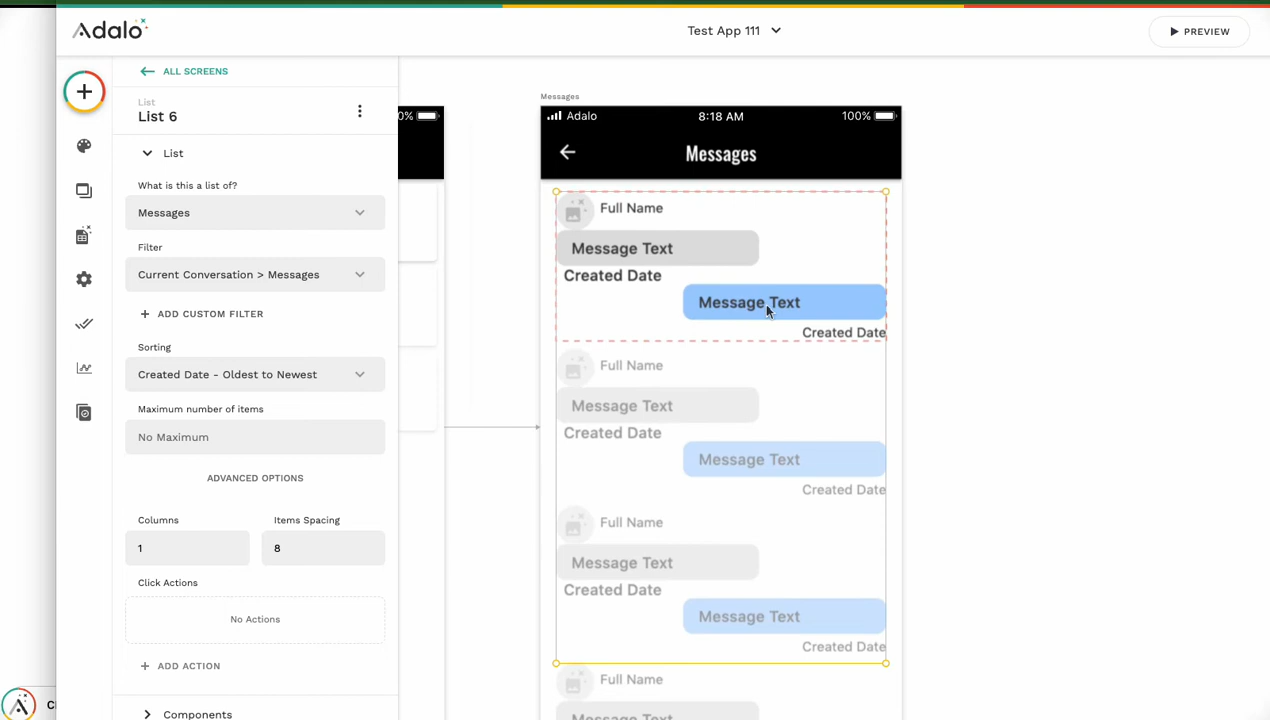 Adalo
Test App 111
PREVIEW
ALL SCREENS
List
List 6
List
What is this a list of?
Messages
Filter
Current Conversation > Messages
ADD CUSTOM FILTER
Sorting
Created Date - Oldest to Newest
Maximum number of items
No Maximum
ADVANCED OPTIONS
Columns
Items Spacing
1
8
Click Actions
No Actions
ADD ACTION
Components
0%
Messages
Adalo
8:18 AM
100%
Messages
Full Name
Message Text
Created Date
Message Text
Created Date
Full Name
Message Text
Created Date
Message Text
Created Date
Full Name
Message Text
Created Date
Message Text
Created Date
Full Name
Message Text